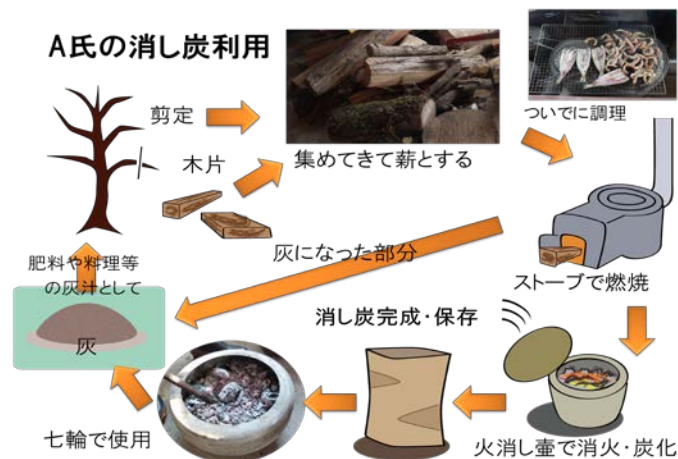 A氏の消し炭利用
剪定
木片
集めてきて薪とする
ついでに調理
ストーブで燃焼
灰になった部分
肥料や料理等
の灰汁として
灰
消し炭完成・保存
七輪で使用
火消し壷で消火・炭化